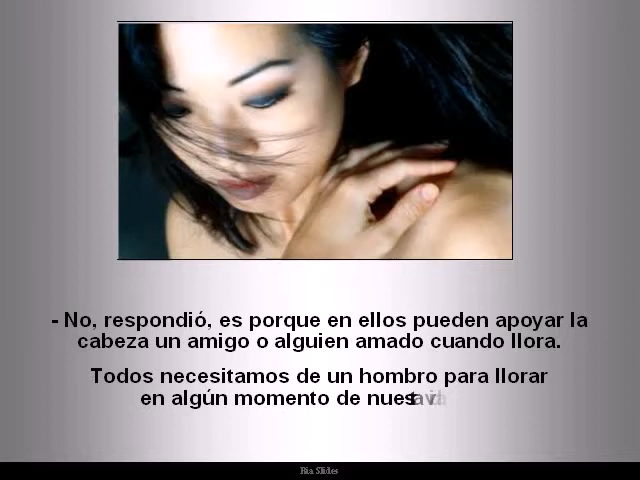 - No, respondió, es porque en ellos pueden apoyar la
cabeza un amigo o alguien amado cuando llora.
Todos necesitamos de un hombro para llorar
en algún momento de
Ria Slides